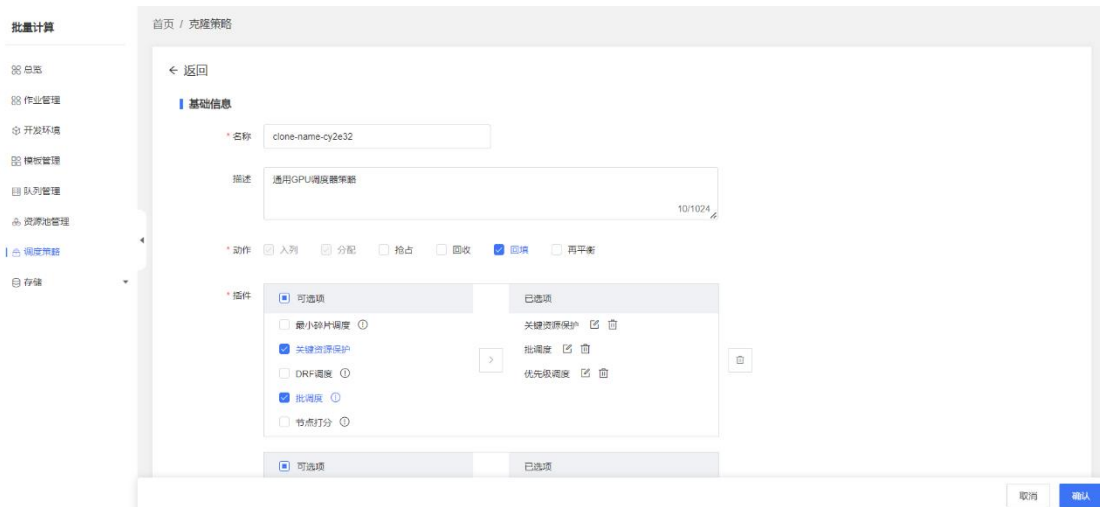 批量计算
首页 / 克隆策略
总览
作业管理
开发环境
模板管理
队列管理
资源池管理
调度策略
存储
返回
基础信息
* 名称 clone-name-cy2e32
描述 通用GPU调度器策略
10/1024
* 动作 入列 分配 抢占 回收 回填 再平衡
* 插件 可选项 已选项
最小碎片调度 关键资源保护
关键资源保护 批调度
DRF调度 优先级调度
批调度
节点打分
可选项 已选项
取消 确认